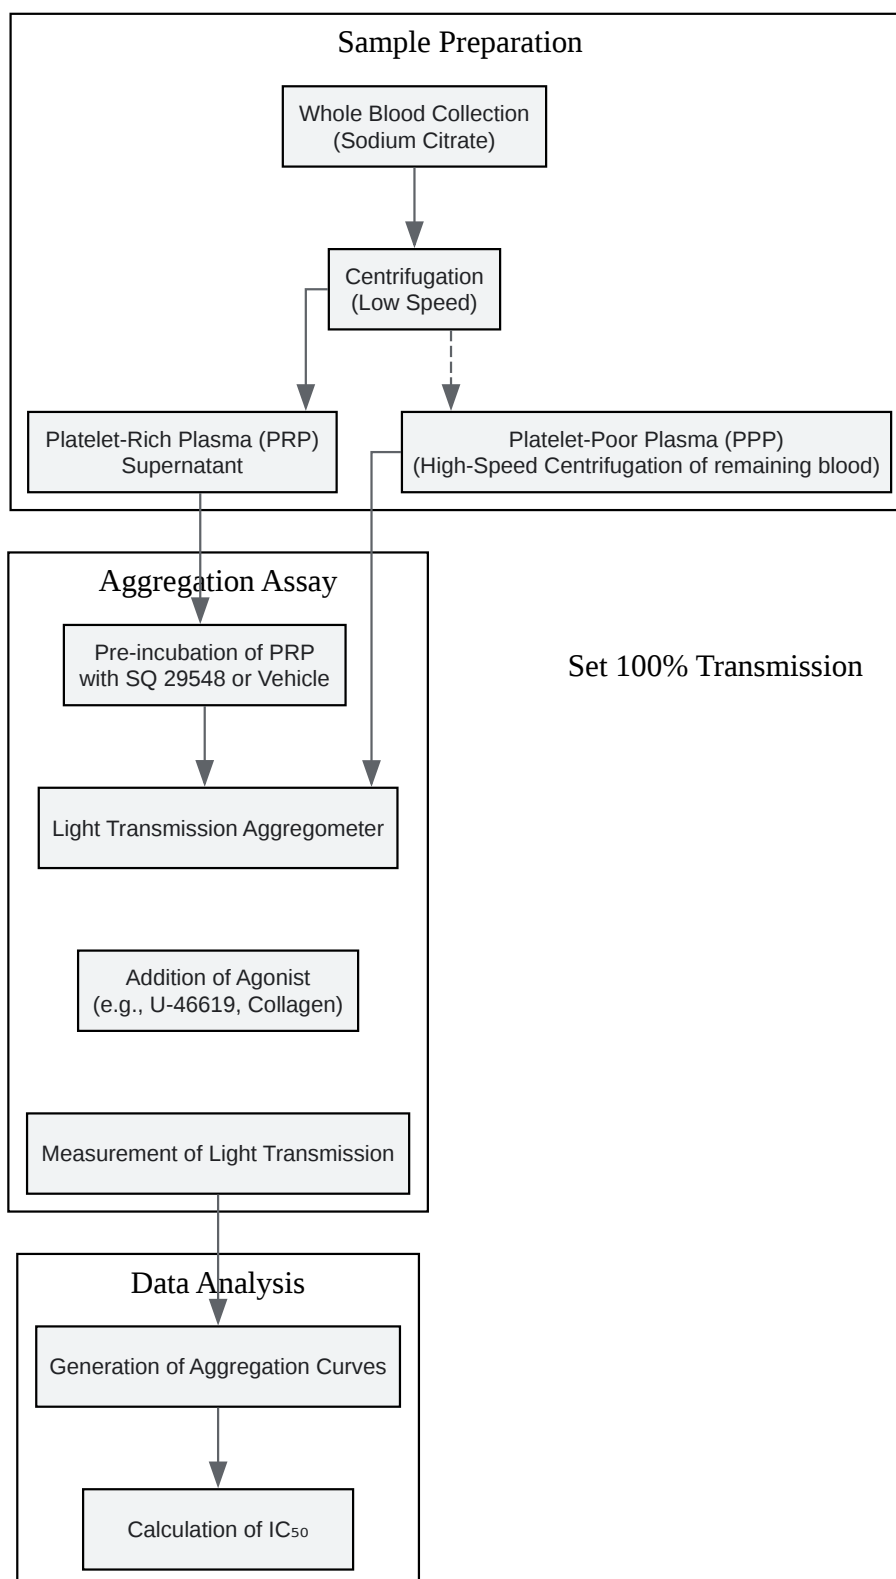 Sample Preparation
Whole Blood Collection
(Sodium Citrate)
Centrifugation
(Low Speed)
Platelet-Rich Plasma (PRP)
Supernatant
Platelet-Poor Plasma (PPP)
(High-Speed Centrifugation of remaining blood)
Aggregation Assay
Pre-incubation of PRP
with SQ 29548 or Vehicle
Set 100% Transmission
Light Transmission Aggregometer
Addition of Agonist
(e.g., U-46619, Collagen)
Measurement of Light Transmission
Data Analysis
Generation of Aggregation Curves
Calculation of IC₅₀